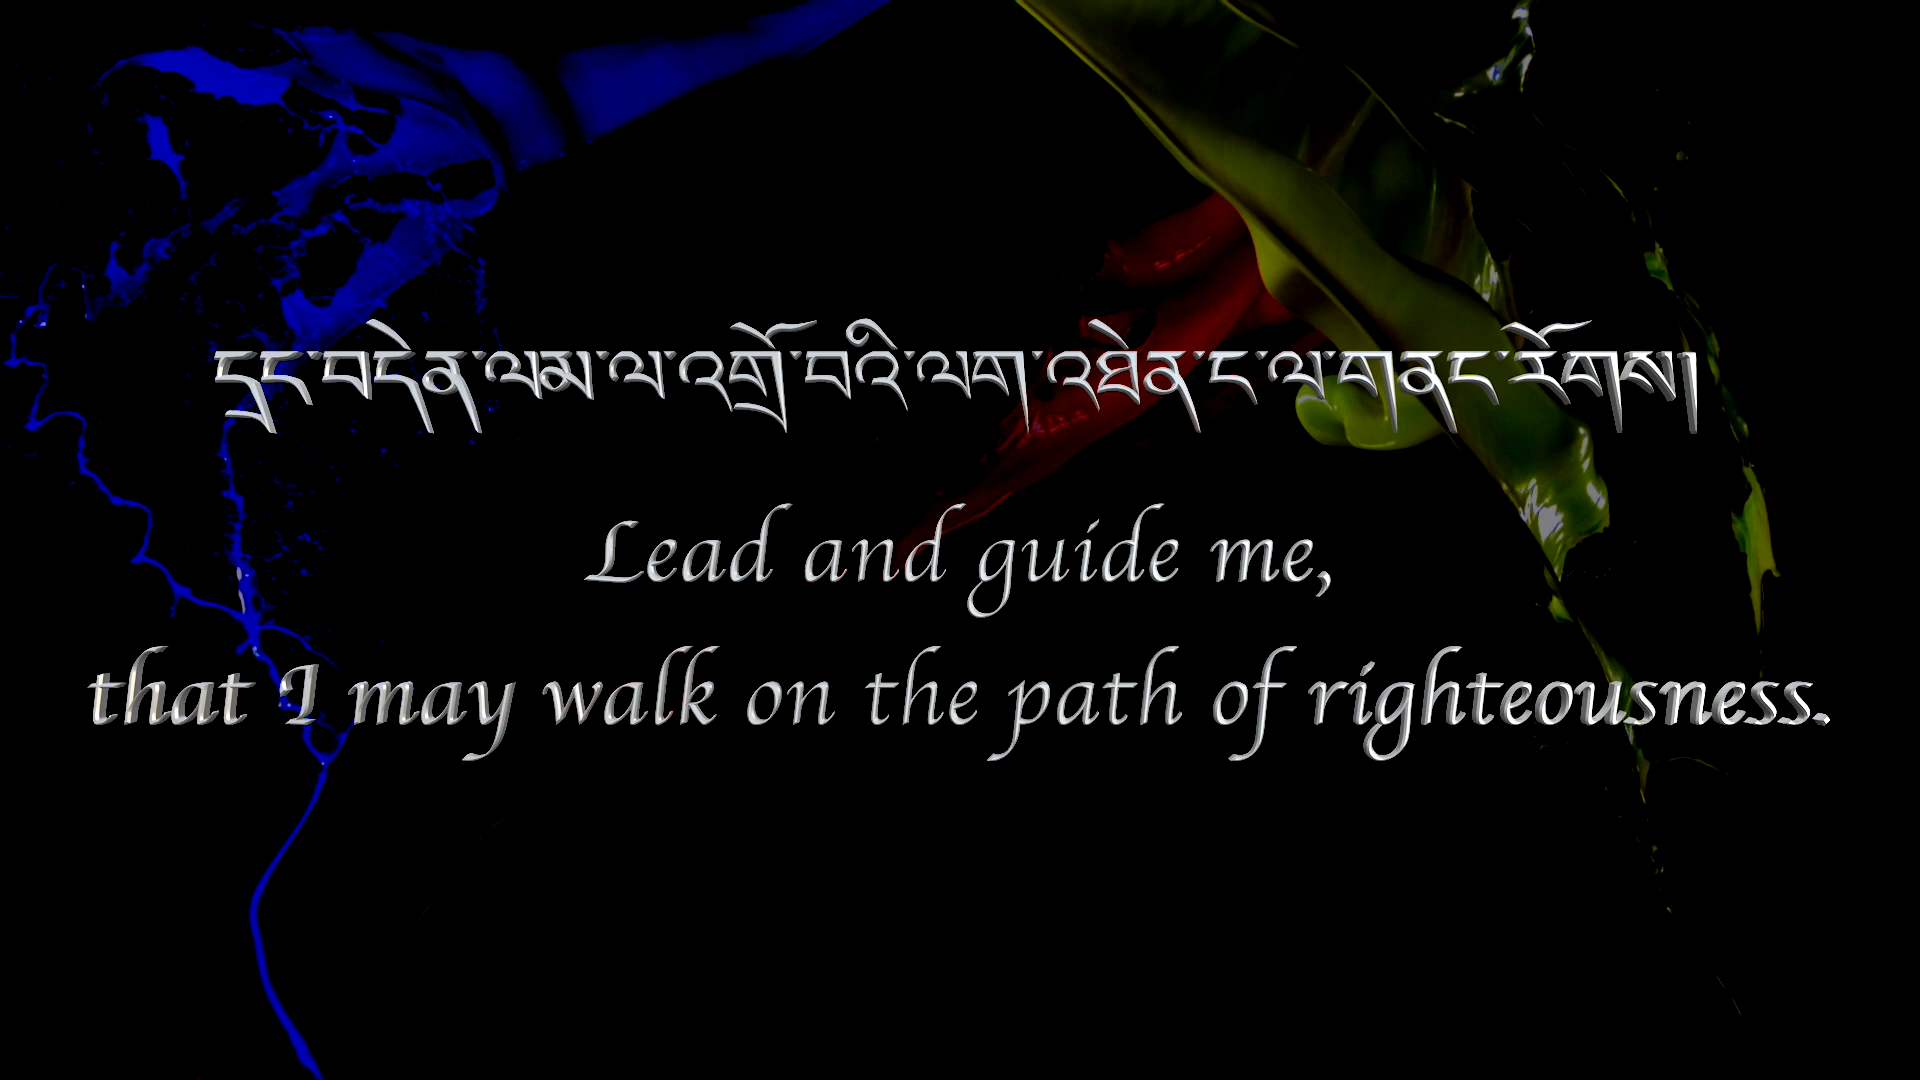 དྲང་བདེན་ལམ་ལ་འགྲོ་བའི་ལག་འཐེན་ང་ལ་གནང་རོགས།
Lead and guide me,
that I may walk on the path of righteousness.